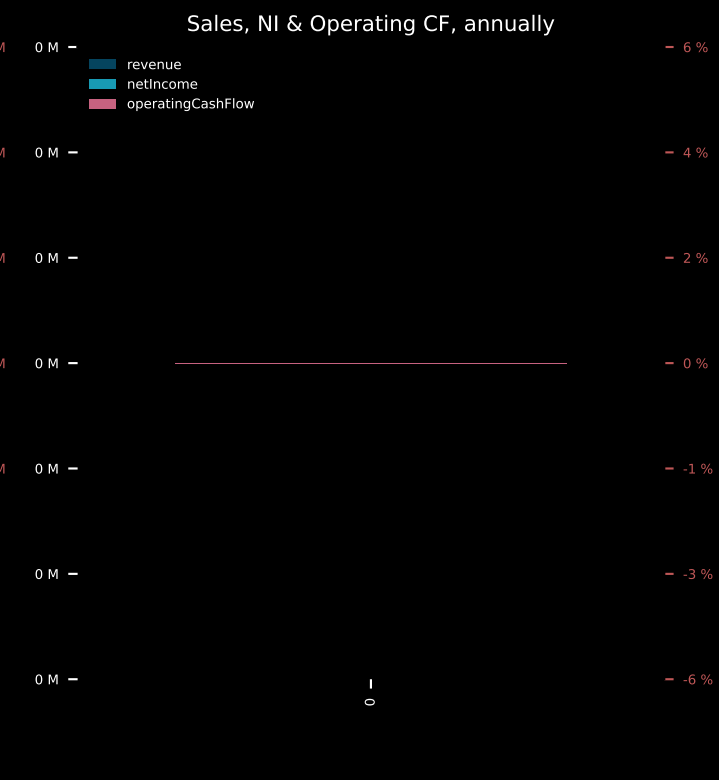 Sales, NI & Operating CF, annually
M 0 M 6 %
revenue
netIncome
operatingCashFlow
M 0 M 4 %
M 0 M 2 %
M 0 M 0 %
M 0 M -1 %
0 M -3 %
0 M -6 %
0